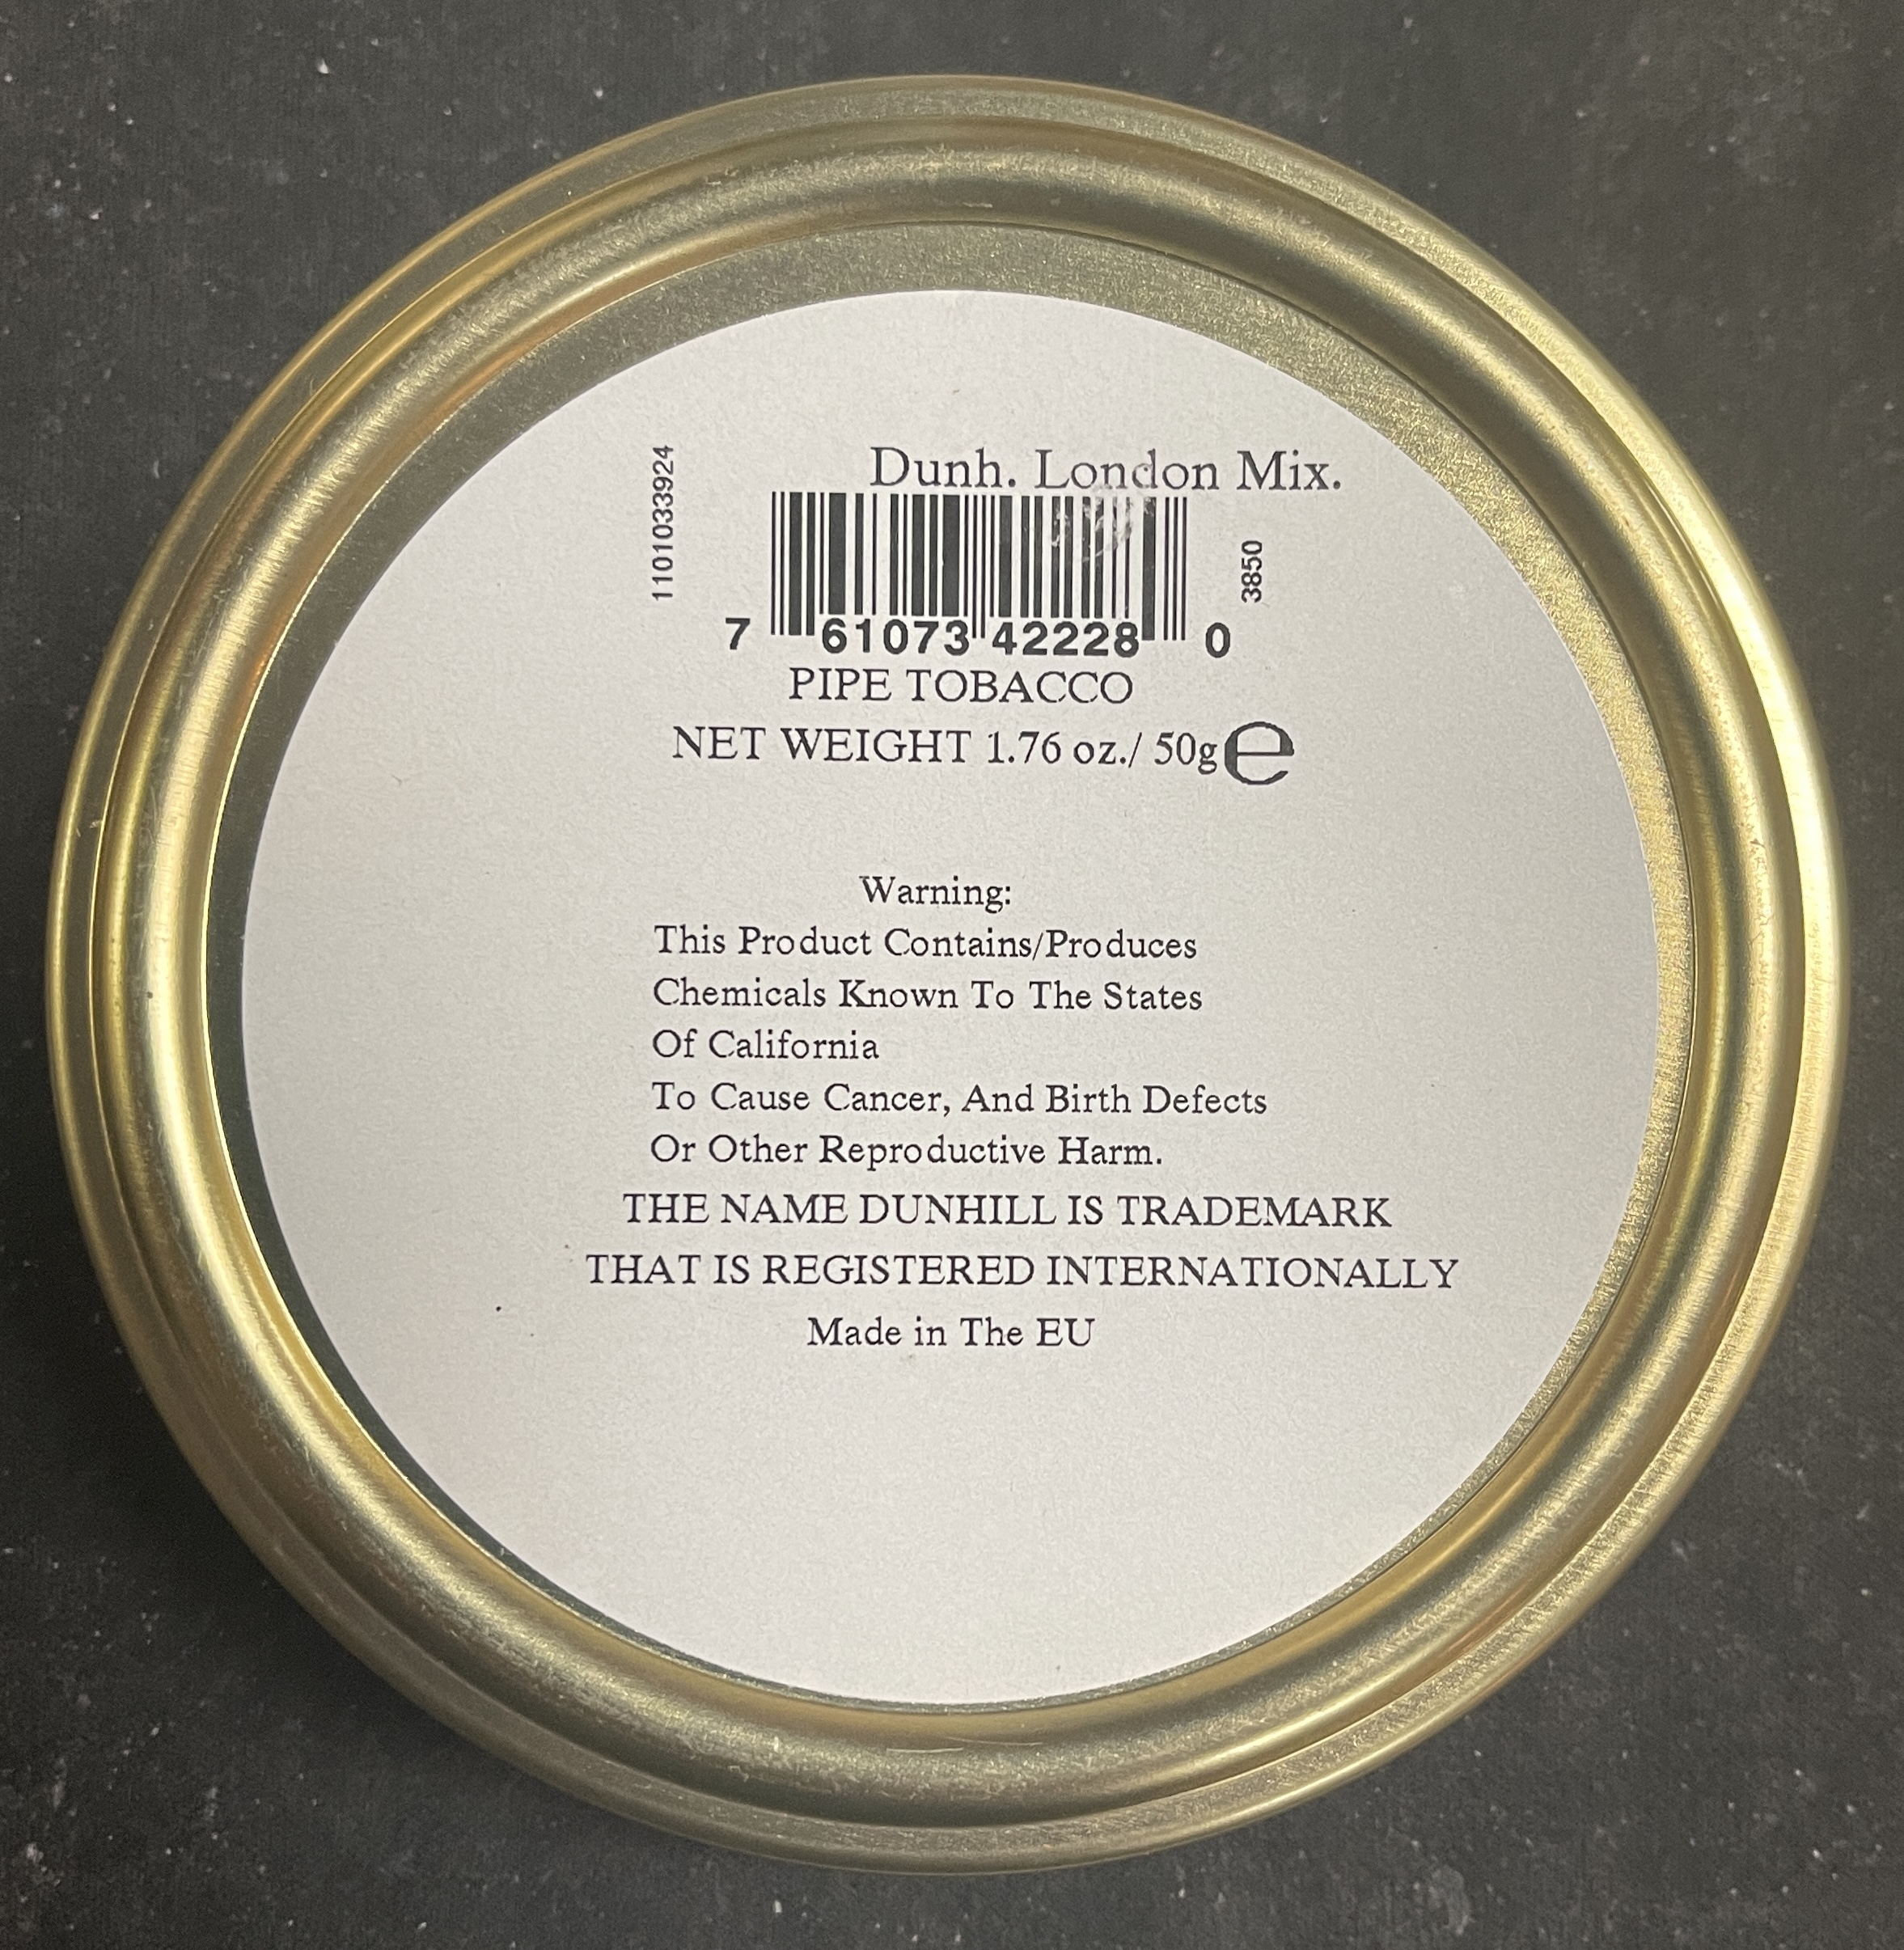 Dunh. London Mix.
1101033924
3850
7 61073 42228 0
PIPE TOBACCO
NET WEIGHT 1.76 oz./ 50g e
Warning:
This Product Contains/Produces
Chemicals Known To The States
Of California
To Cause Cancer, And Birth Defects
Or Other Reproductive Harm.
THE NAME DUNHILL IS TRADEMARK
THAT IS REGISTERED INTERNATIONALLY
Made in The EU